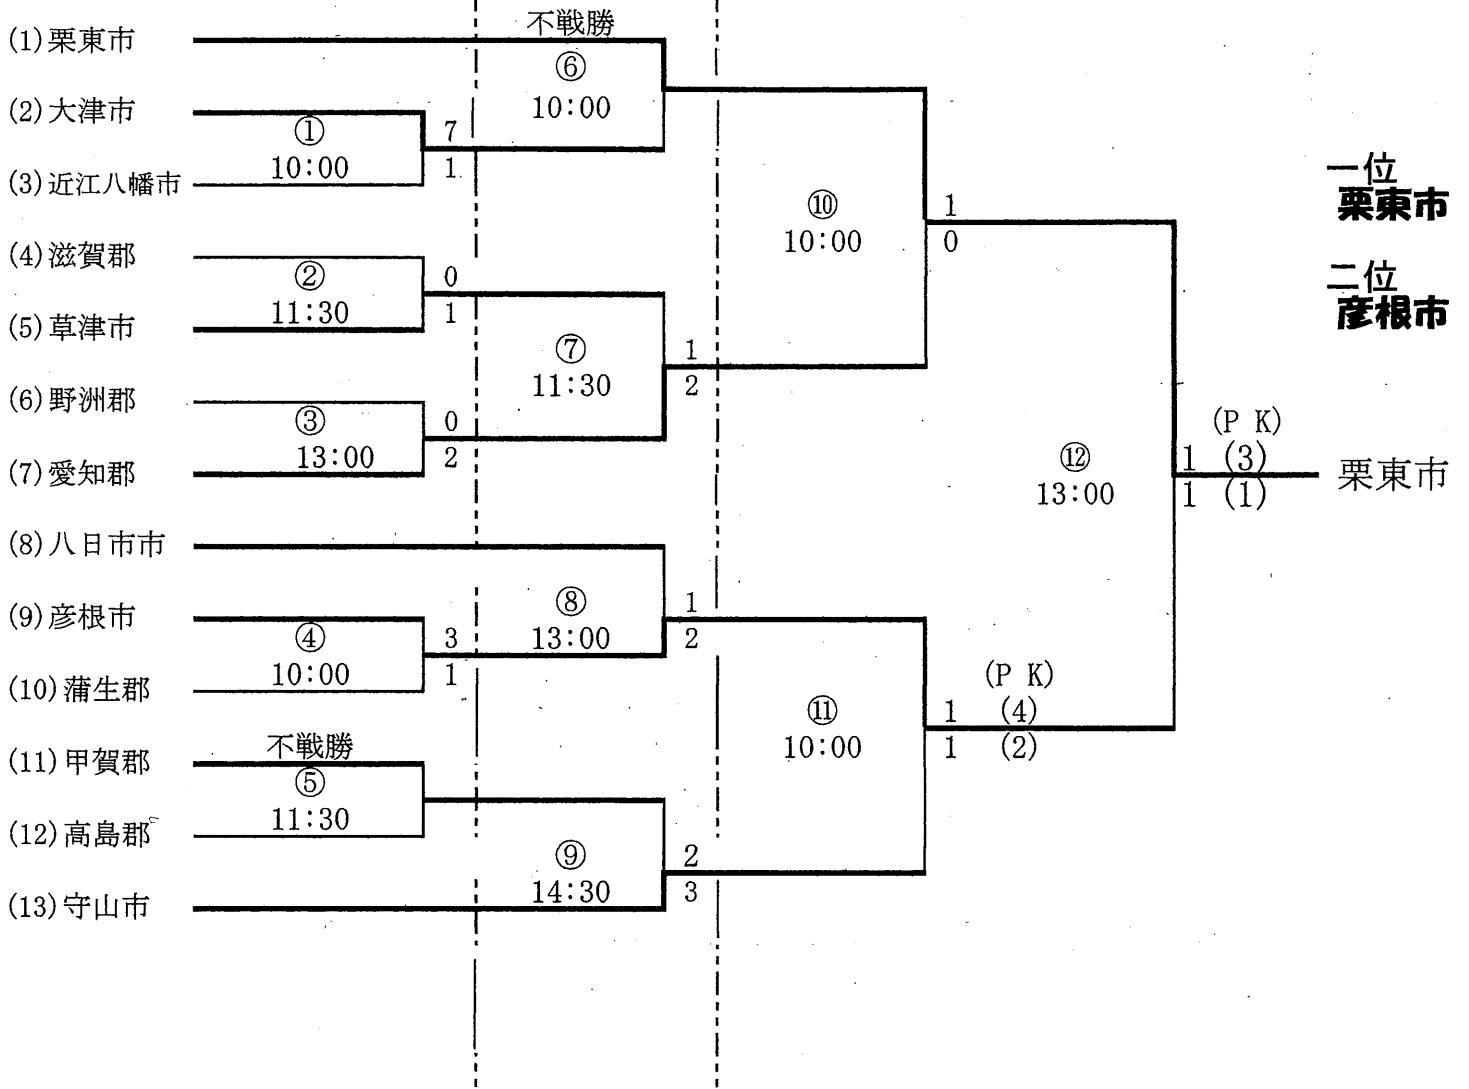 不戦勝
(1)栗東市
⑥
10:00
(2)大津市
①
10:00
7
1
(3)近江八幡市
一位
栗東市
⑩
10:00
1
0
(4)滋賀郡
②
11:30
0
1
二位
彦根市
(5)草津市
⑦
11:30
1
2
(6)野洲郡
③
13:00
0
2
(7)愛知郡
(P K)
1 (3)
1 (1)
栗東市
⑫
13:00
(8)八日市市
⑧
13:00
1
2
(9)彦根市
④
10:00
3
1
(10)蒲生郡
(P K)
1 (4)
1 (2)
⑪
10:00
不戦勝
(11)甲賀郡
⑤
11:30
(12)高島郡
⑨
14:30
2
3
(13)守山市